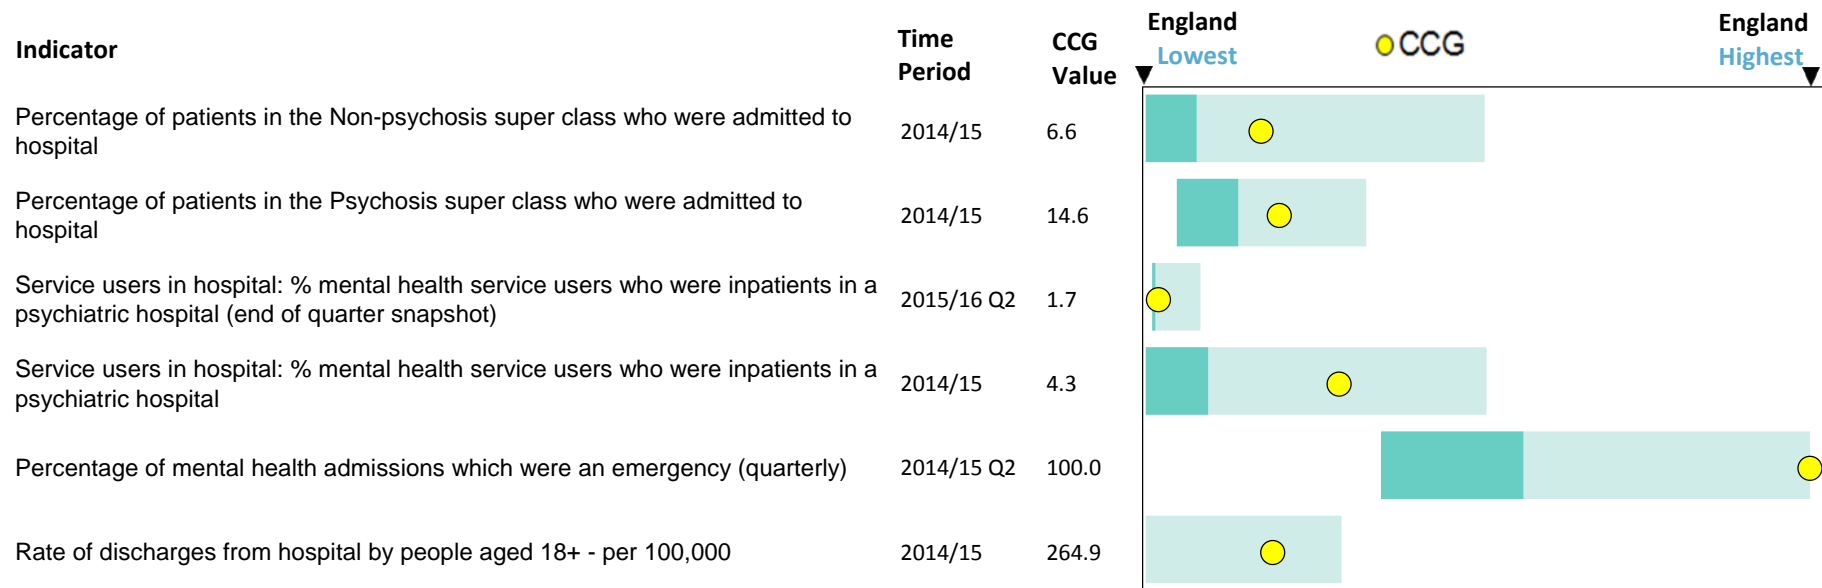 Indicator
Time
Period
CCG
Value
England
Lowest
CCG
England
Highest
Percentage of patients in the Non-psychosis super class who were admitted to
hospital
2014/15
6.6
Percentage of patients in the Psychosis super class who were admitted to
hospital
2014/15
14.6
Service users in hospital: % mental health service users who were inpatients in a
psychiatric hospital (end of quarter snapshot)
2015/16 Q2
1.7
Service users in hospital: % mental health service users who were inpatients in a
psychiatric hospital
2014/15
4.3
Percentage of mental health admissions which were an emergency (quarterly)
2014/15 Q2
100.0
Rate of discharges from hospital by people aged 18+ - per 100,000
2014/15
264.9